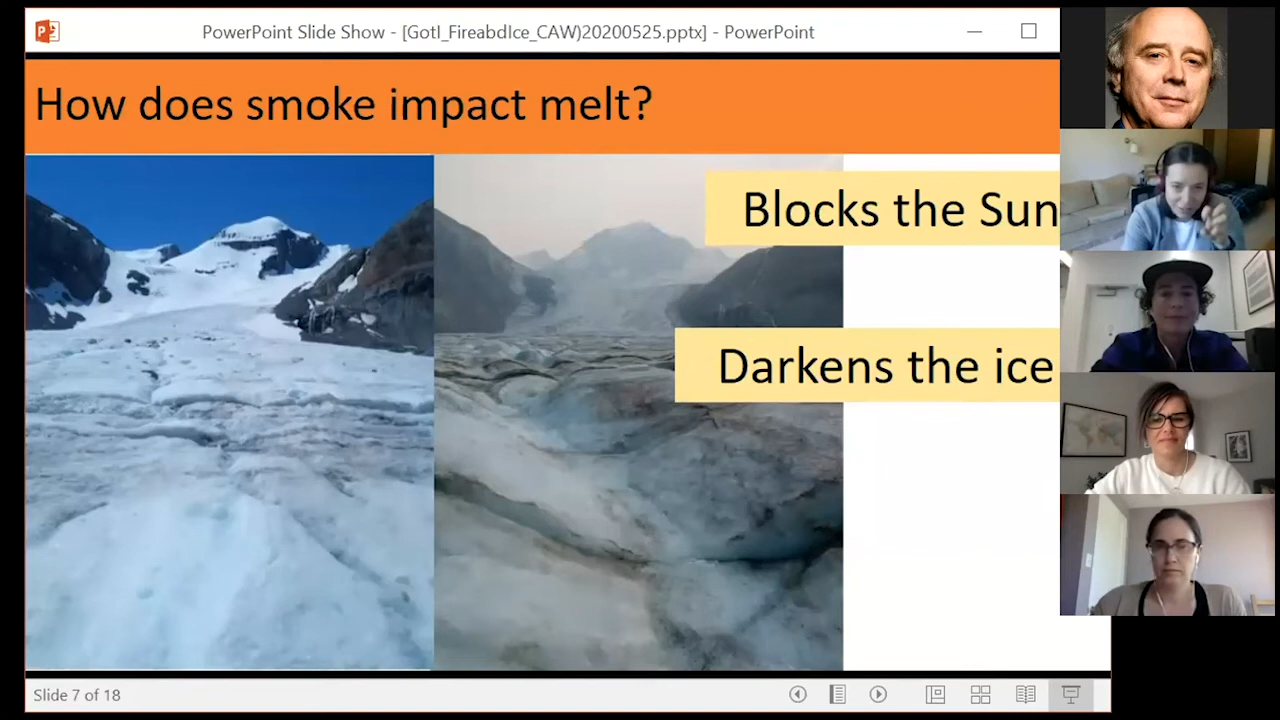 PowerPoint Slide Show - [GotI_FireabdIce_CAW)20200525.pptx] - PowerPoint
How does smoke impact melt?
Blocks the Sun
Darkens the ice
Slide 7 of 18